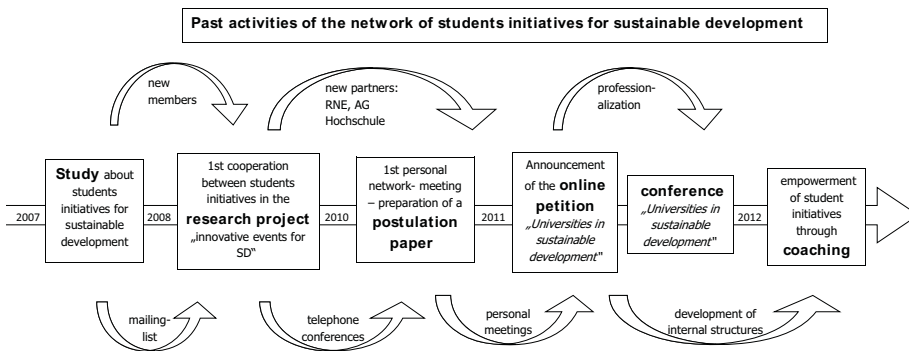 Past activities of the network of students initiatives for sustainable development
new
members
new partners:
RNE, AG
Hochschule
profession-
alization
2007
Study about
students
initiatives for
sustainable
development
2008
1st cooperation
between students
initiatives in the
research project
„innovative events for
SD“
2010
1st personal
network- meeting
– preparation of a
postulation
paper
2011
Announcement
of the online
petition
„Universities in
sustainable
development“
conference
„Universities in
sustainable
development“
2012
empowerment
of student
initiatives
through
coaching
mailing-
list
telephone
conferences
personal
meetings
development of
internal structures